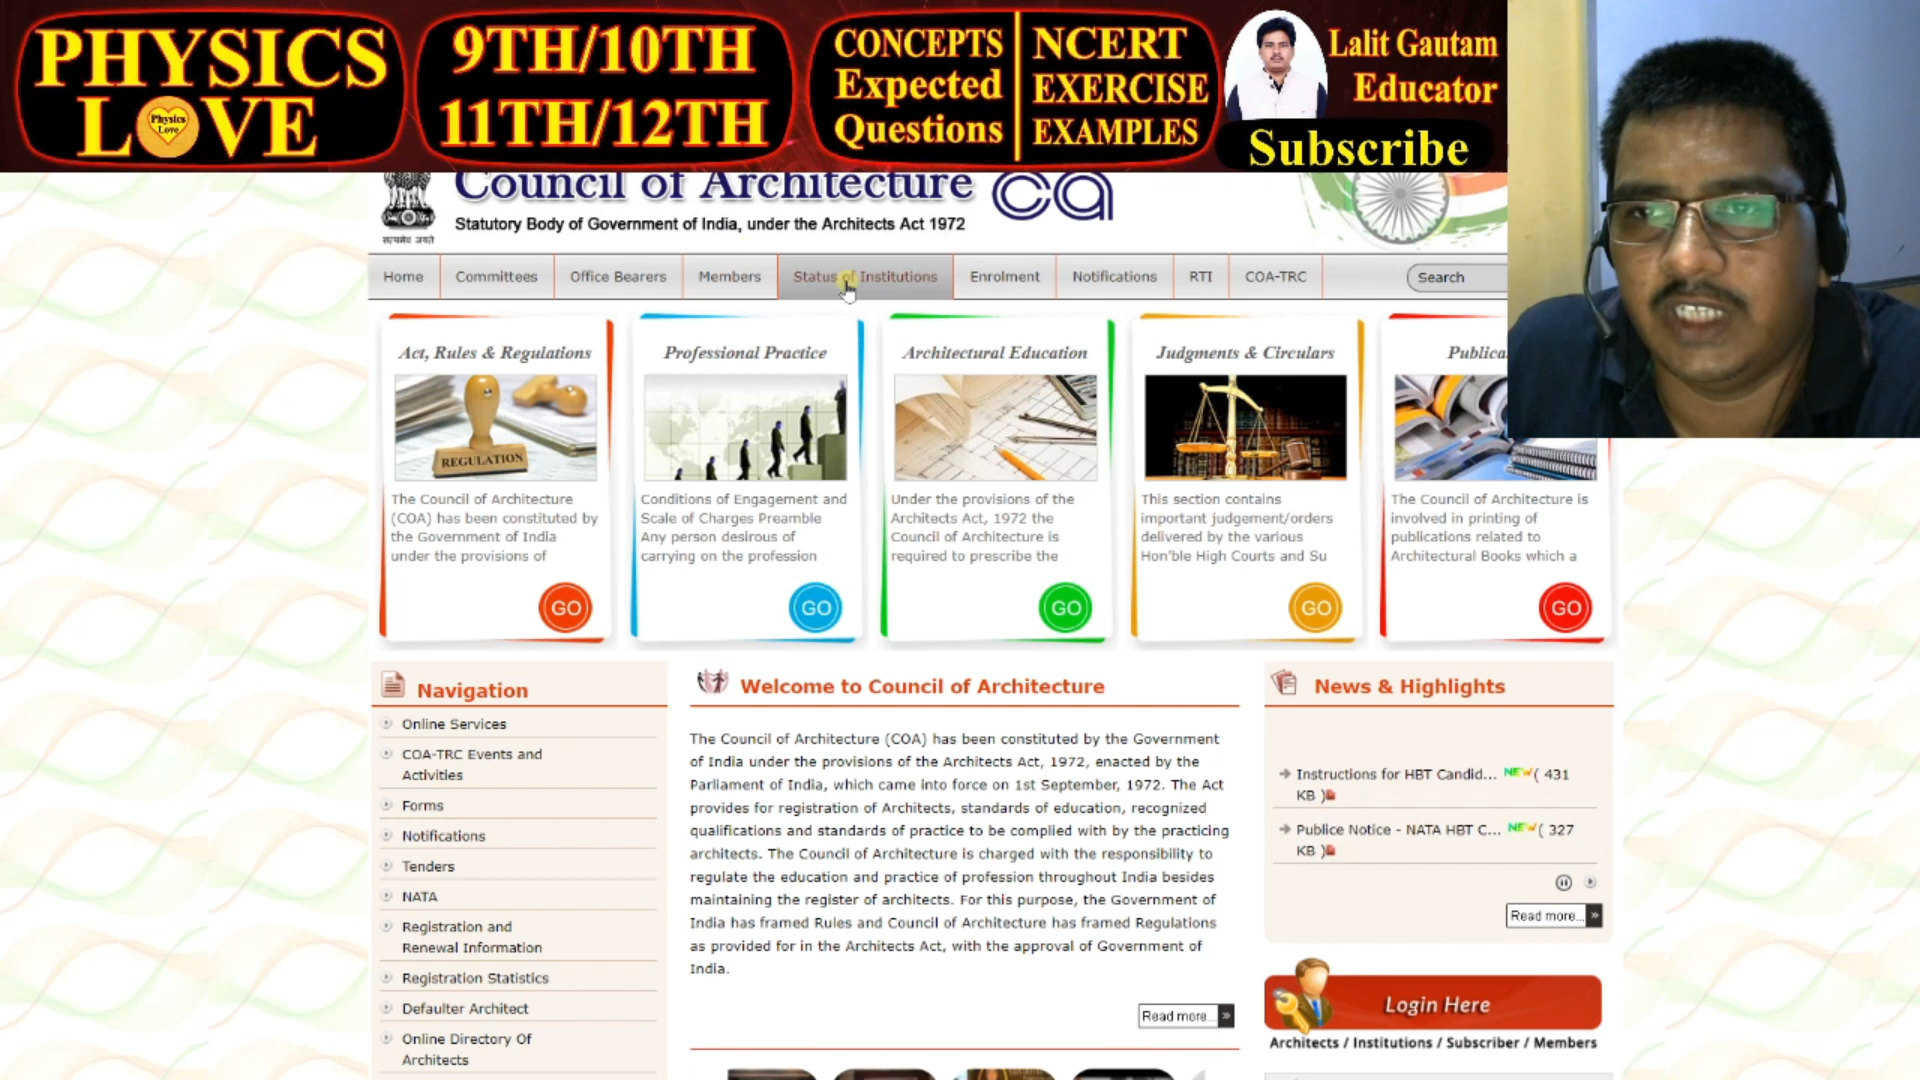 PHYSICS
LOVE
Physics
Love
9TH/10TH
11TH/12TH
CONCEPTS
Expected
Questions
NCERT
EXERCISE
EXAMPLES
Lalit Gautam
Educator
Subscribe
Council of Architecture
Statutory Body of Government of India, under the Architects Act 1972
सत्यमेव जयते
Home
Committees
Office Bearers
Members
Status of Institutions
Enrolment
Notifications
RTI
COA-TRC
Search
Act, Rules & Regulations
REGULATION
The Council of Architecture
(COA) has been constituted by
the Government of India
under the provisions of
GO
Professional Practice
Conditions of Engagement and
Scale of Charges Preamble
Any person desirous of
carrying on the profession
GO
Architectural Education
Under the provisions of the
Architects Act, 1972 the
Council of Architecture is
required to prescribe the
GO
Judgments & Circulars
This section contains
important judgement/orders
delivered by the various
Hon'ble High Courts and Su
GO
Publica
The Council of Architecture is
involved in printing of
publications related to
Architectural Books which a
GO
Navigation
Online Services
COA-TRC Events and
Activities
Forms
Notifications
Tenders
NATA
Registration and
Renewal Information
Registration Statistics
Defaulter Architect
Online Directory Of
Architects
Welcome to Council of Architecture
The Council of Architecture (COA) has been constituted by the Government
of India under the provisions of the Architects Act, 1972, enacted by the
Parliament of India, which came into force on 1st September, 1972. The Act
provides for registration of Architects, standards of education, recognized
qualifications and standards of practice to be complied with by the practicing
architects. The Council of Architecture is charged with the responsibility to
regulate the education and practice of profession throughout India besides
maintaining the register of architects. For this purpose, the Government of
India has framed Rules and Council of Architecture has framed Regulations
as provided for in the Architects Act, with the approval of Government of
India.
Read more... »
News & Highlights
Instructions for HBT Candid... NEW ( 431
KB )
Publice Notice - NATA HBT C... NEW ( 327
KB )
Read more... »
Login Here
Architects / Institutions / Subscriber / Members